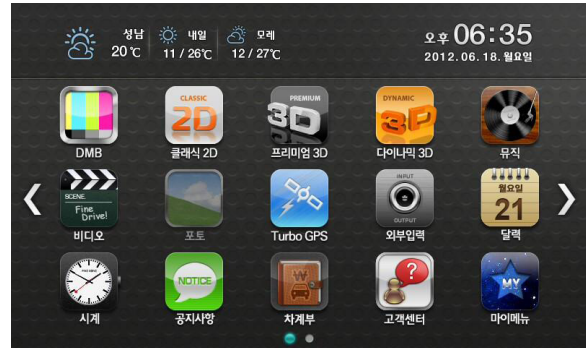 성남 내일 모레
20℃ 11 / 26℃ 12 / 27℃
오후 06:35
2012. 06. 18. 월요일
CLASSIC
2D
PREMIUM
3D
DYNAMIC
3D
DMB 클래식 2D 프리미엄 3D 다이나믹 3D 뮤직
SCENE.
Fine
Drive!
INPUT
OUTPUT
월요일
21
비디오 포토 Turbo GPS 외부입력 달력
NOTICE
W
?
MY
시계 공지사항 차계부 고객센터 마이메뉴